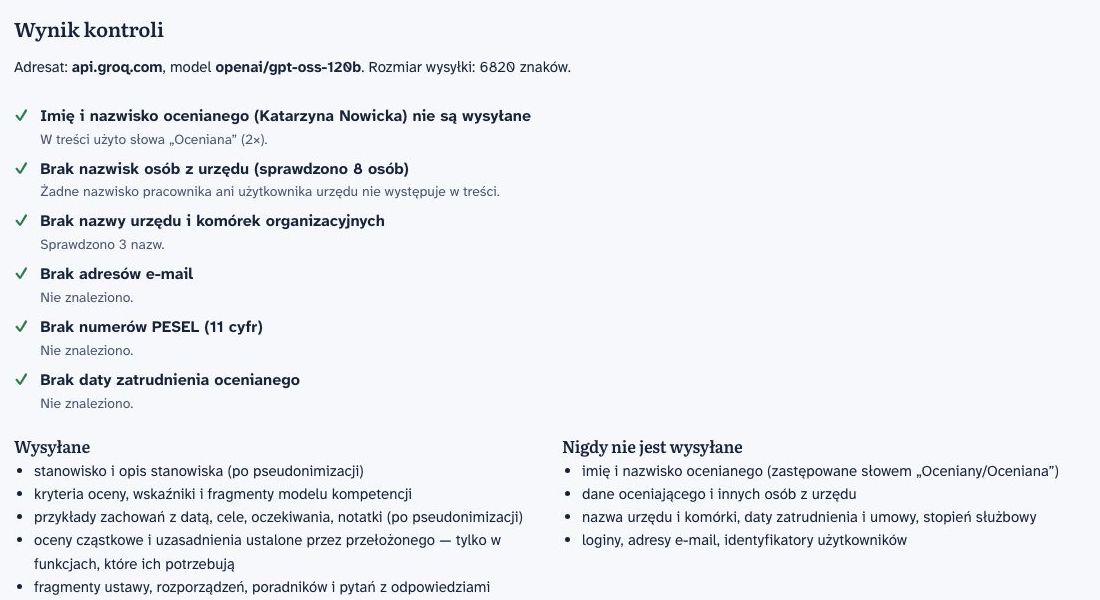 Wynik kontroli
Adresat: api.groq.com, model openai/gpt-oss-120b. Rozmiar wysyłki: 6820 znaków.
Imię i nazwisko ocenianego (Katarzyna Nowicka) nie są wysyłane
W treści użyto słowa „Oceniana” (2×).
Brak nazwisk osób z urzędu (sprawdzono 8 osób)
Żadne nazwisko pracownika ani użytkownika urzędu nie występuje w treści.
Brak nazwy urzędu i komórek organizacyjnych
Sprawdzono 3 nazw.
Brak adresów e-mail
Nie znaleziono.
Brak numerów PESEL (11 cyfr)
Nie znaleziono.
Brak daty zatrudnienia ocenianego
Nie znaleziono.
Wysyłane
stanowisko i opis stanowiska (po pseudonimizacji)
kryteria oceny, wskaźniki i fragmenty modelu kompetencji
przykłady zachowań z datą, cele, oczekiwania, notatki (po pseudonimizacji)
oceny cząstkowe i uzasadnienia ustalone przez przełożonego — tylko w
funkcjach, które ich potrzebują
fragmenty ustawy, rozporządzeń, poradników i pytań z odpowiedziami
Nigdy nie jest wysyłane
imię i nazwisko ocenianego (zastępowane słowem „Oceniany/Oceniana”)
dane oceniającego i innych osób z urzędu
nazwa urzędu i komórki, daty zatrudnienia i umowy, stopień służbowy
loginy, adresy e-mail, identyfikatory użytkowników